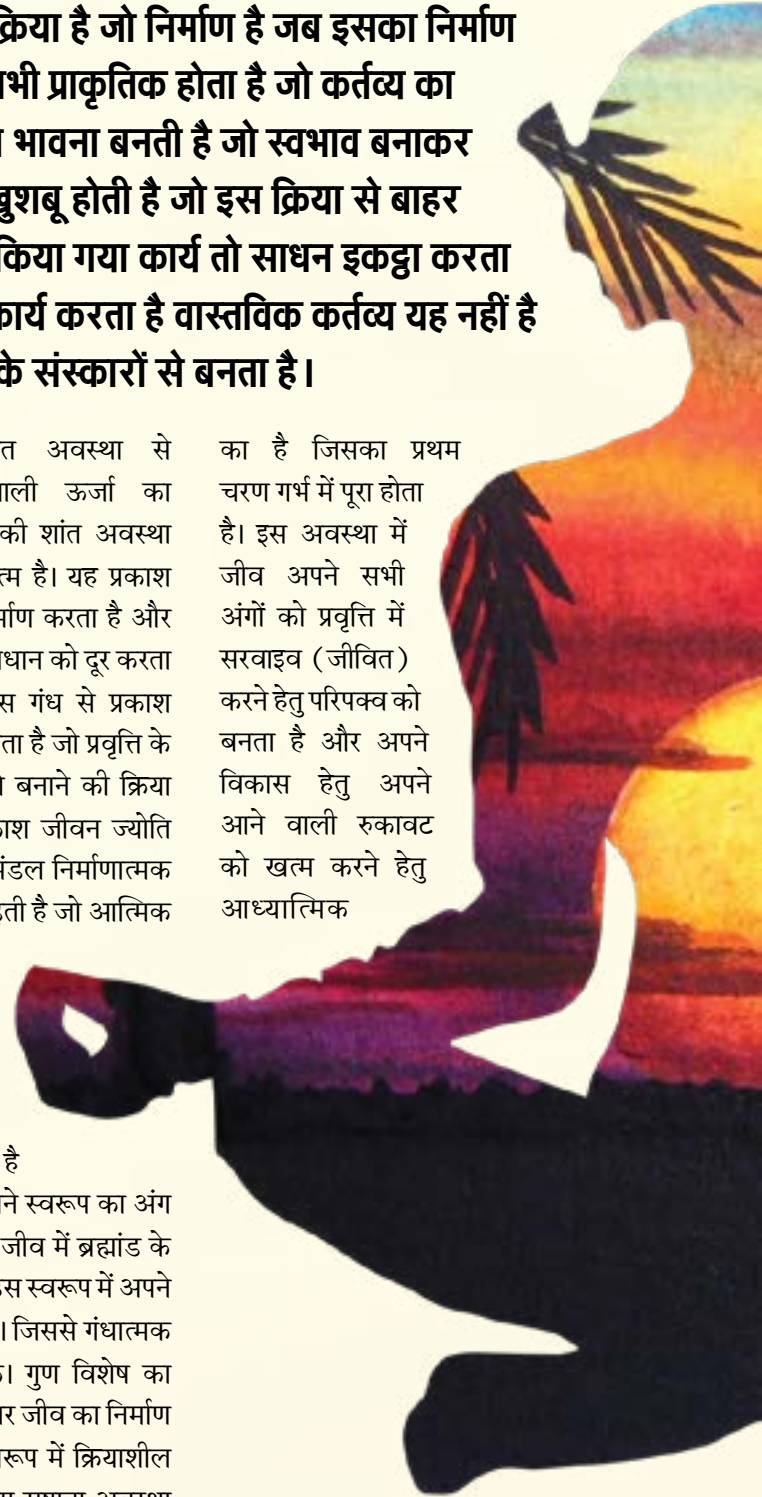 क्रिया है जो निर्माण है जब इसका निर्माण
भी प्राकृतिक होता है जो कर्तव्य का
भावना बनती है जो स्वभाव बनाकर
खुशबू होती है जो इस क्रिया से बाहर
किया गया कार्य तो साधन इकट्ठा करता
कार्य करता है वास्तविक कर्तव्य यह नहीं है
के संस्कारों से बनता है।
त अवस्था से
ाली ऊर्जा का
की शांत अवस्था
त्म है। यह प्रकाश
र्माण करता है और
धान को दूर करता
स गंध से प्रकाश
ता है जो प्रवृत्ति के
बनाने की क्रिया
ाश जीवन ज्योति
मंडल निर्माणात्मक
ती है जो आत्मिक
है
ने स्वरूप का अंग
जीव में ब्रह्मांड के
स स्वरूप में अपने
। जिससे गंधात्मक
। गुण विशेष का
र जीव का निर्माण
रूप में क्रियाशील
अवस्था
का है जिसका प्रथम
चरण गर्भ में पूरा होता
है। इस अवस्था में
जीव अपने सभी
अंगों को प्रवृत्ति में
सरवाइव (जीवित)
करने हेतु परिपक्व को
बनता है और अपने
विकास हेतु अपने
आने वाली रुकावट
को खत्म करने हेतु
आध्यात्मिक